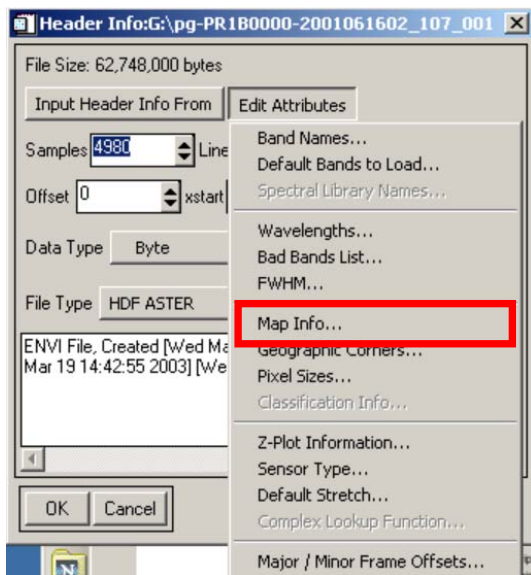 Header Info:G:\pg-PR1B0000-2001061602_107_001
File Size: 62,748,000 bytes
Input Header Info From
Edit Attributes
Samples 4980 Line
Offset 0 xstart
Data Type Byte
File Type HDF ASTER
ENVI File, Created [Wed Ma
Mar 19 14:42:55 2003] [We
OK Cancel
Band Names...
Default Bands to Load...
Spectral Library Names...
Wavelengths...
Bad Bands List...
FWHM...
Map Info...
Geographic Corners...
Pixel Sizes...
Classification Info...
Z-Plot Information...
Sensor Type...
Default Stretch...
Complex Lookup Function...
Major / Minor Frame Offsets...